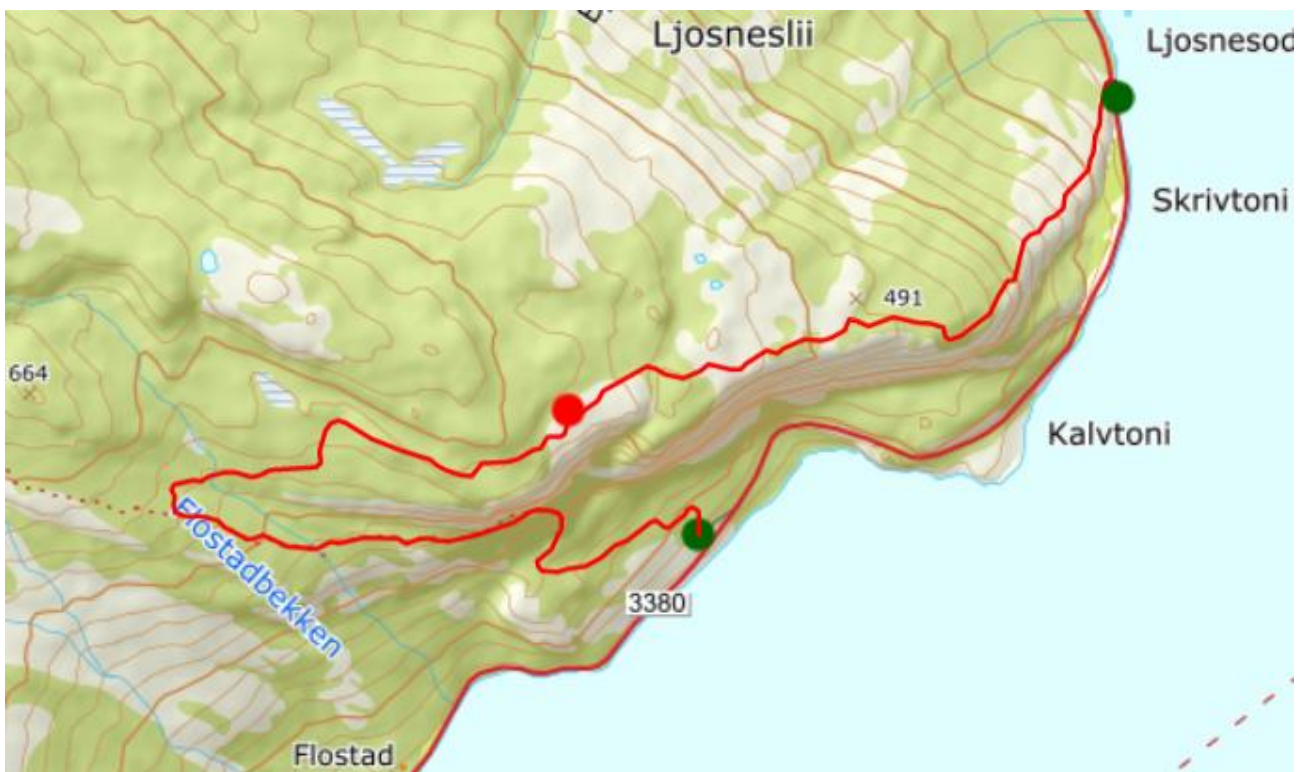 Ljosneslii
Ljosnesod
Skrivtoni
491
664
Kalvtoni
Flostadbekken
3380
Flostad